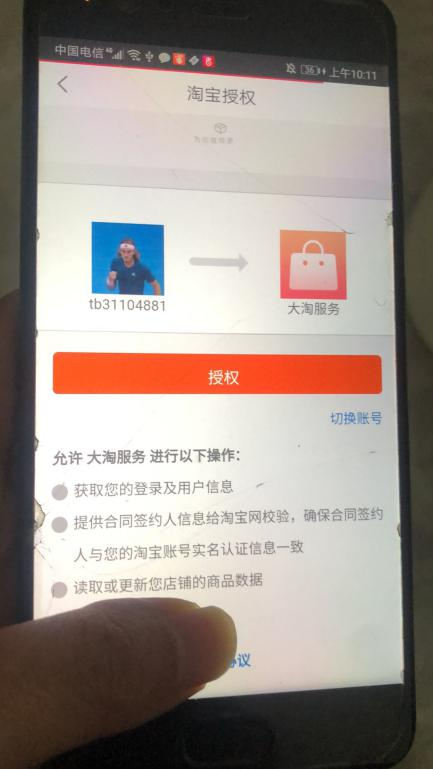 中国电信 4G 36 上午10:11
淘宝授权
tb31104881
大淘服务
授权
切换账号
允许 大淘服务 进行以下操作:
获取您的登录及用户信息
提供合同签约人信息给淘宝网校验，确保合同签约
人与您的淘宝账号实名认证信息一致
读取或更新您店铺的商品数据
协议